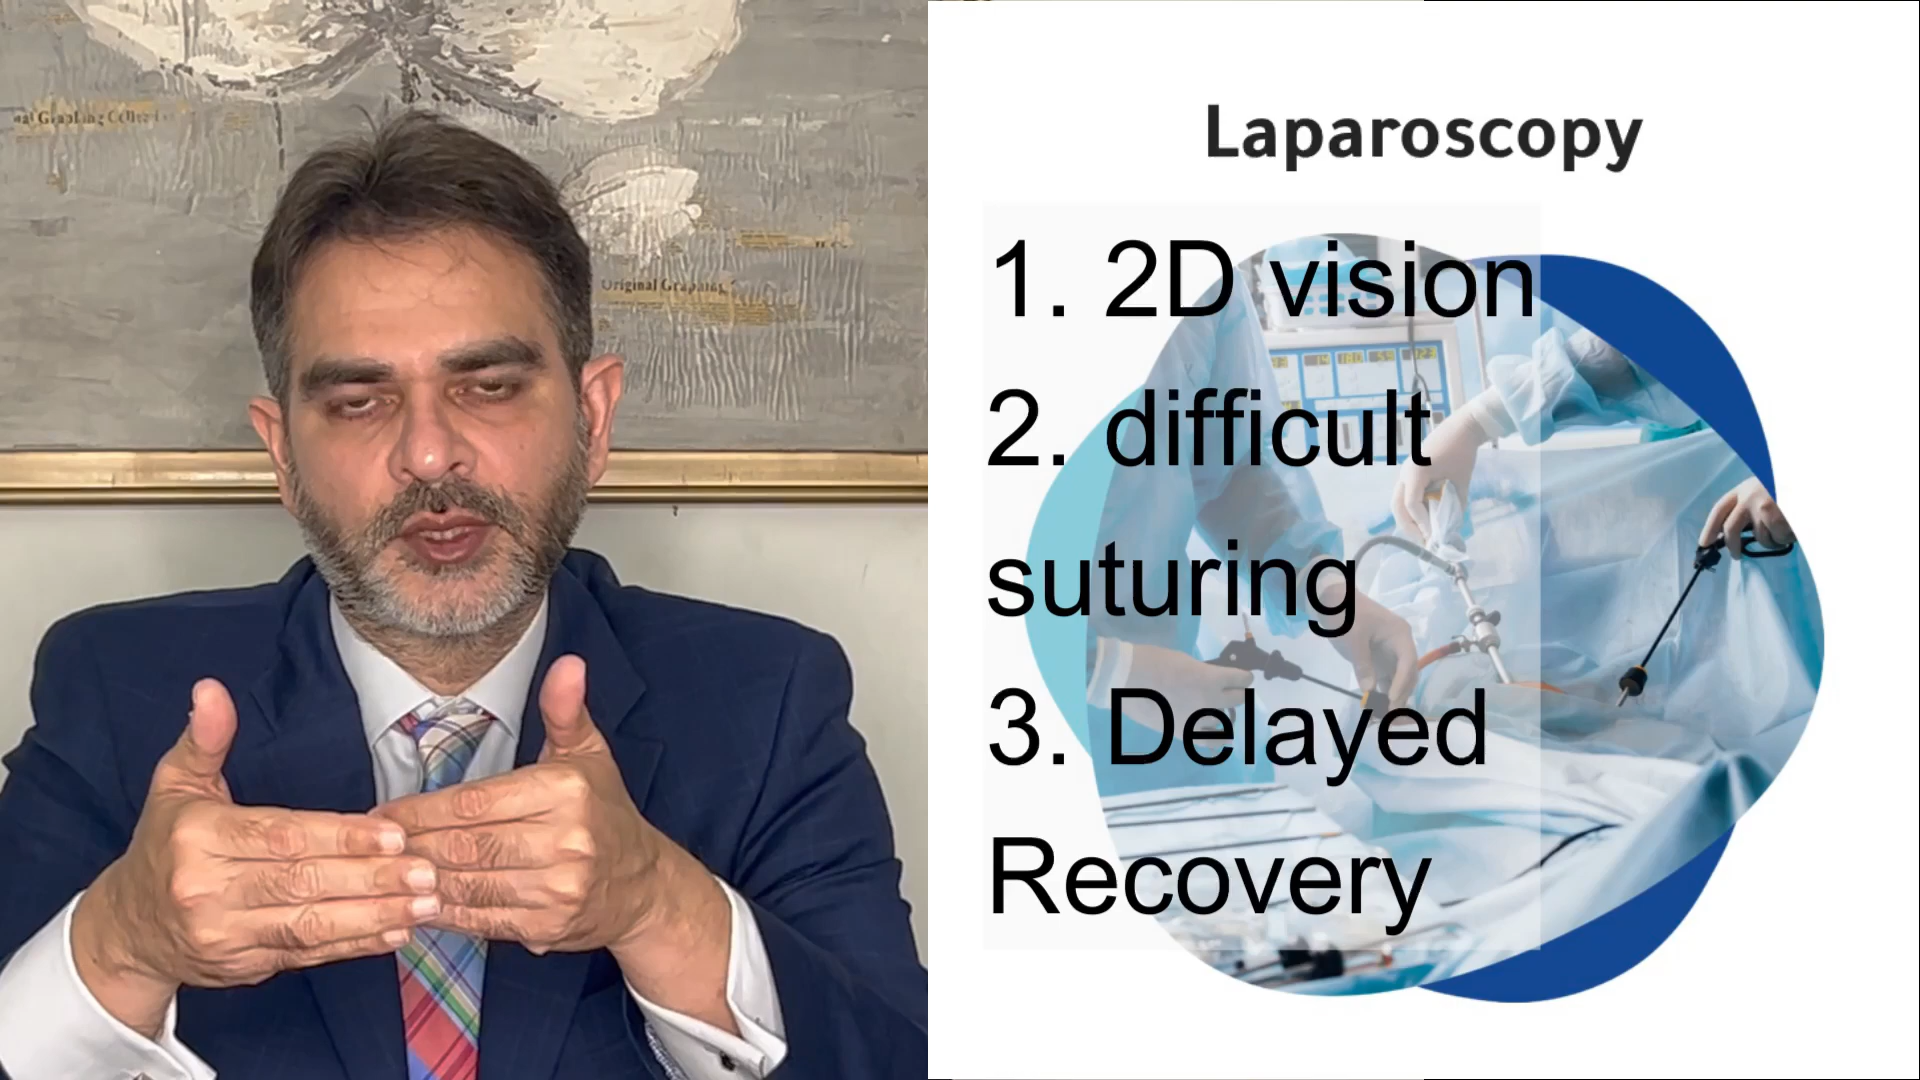 Original Graphing
Laparoscopy
1. 2D vision
2. difficult
suturing
3. Delayed
Recovery